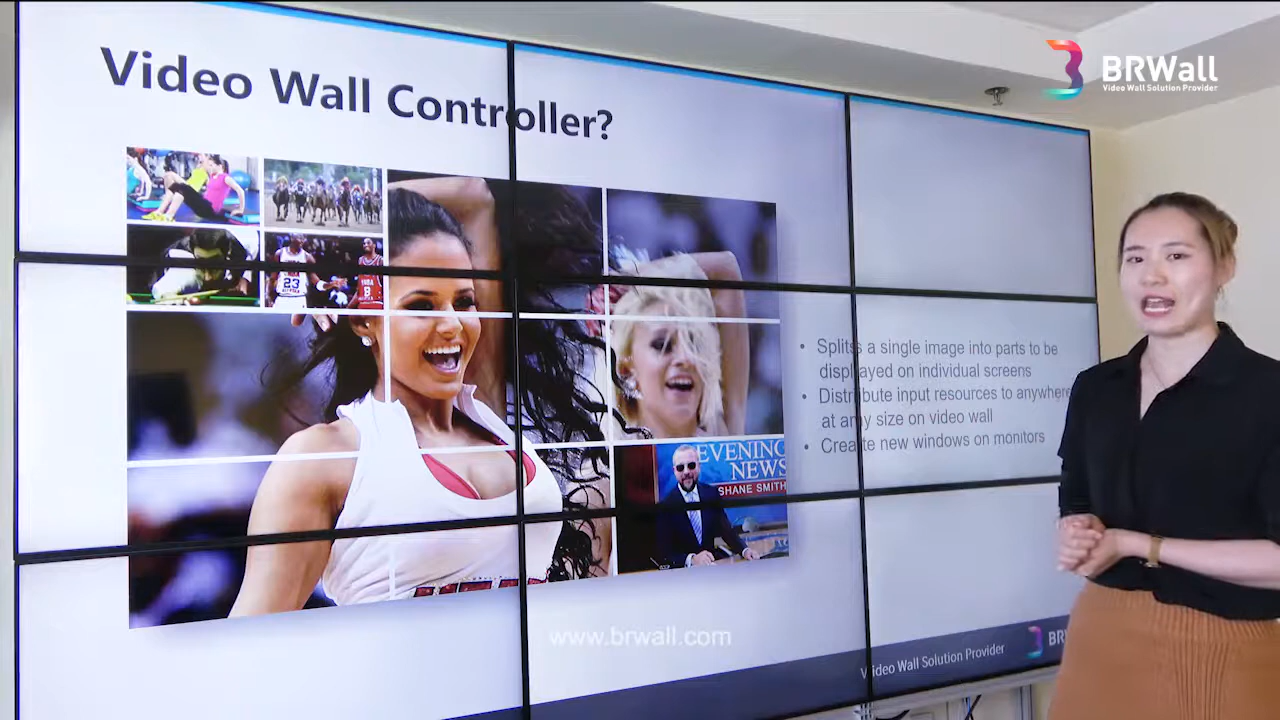 BRWall
Video Wall Solution Provider
Video Wall Controller?
23
8
EVENING
NEWS
SHANE SMITH
• Splits a single image into parts to be
displayed on individual screens
• Distribute input resources to anywhere
at any size on video wall
• Create new windows on monitors
www.brwall.com
Video Wall Solution Provider
BR